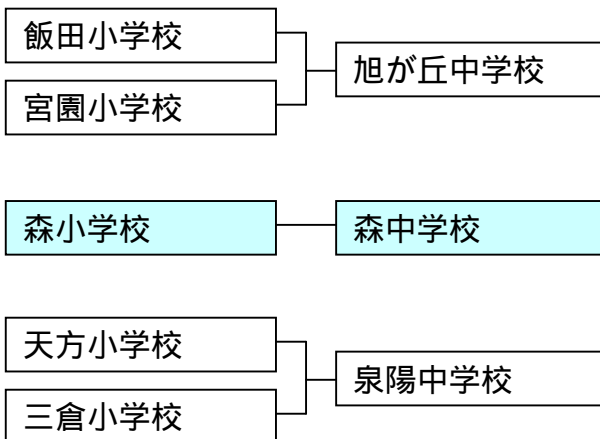 飯田小学校
宮園小学校
旭が丘中学校
森小学校
森中学校
天方小学校
三倉小学校
泉陽中学校